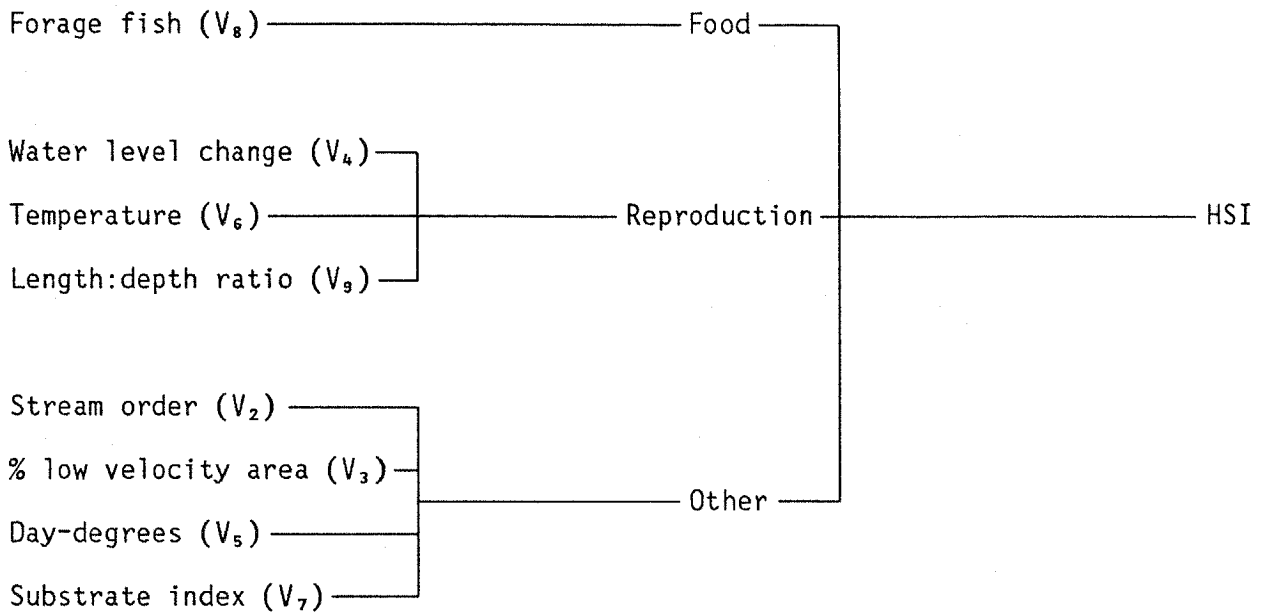 Forage fish (V₈) Food
Water level change (V₄)
Temperature (V₆) Reproduction HSI
Length:depth ratio (V₉)
Stream order (V₂)
% low velocity area (V₃)
Other
Day-degrees (V₅)
Substrate index (V₇)